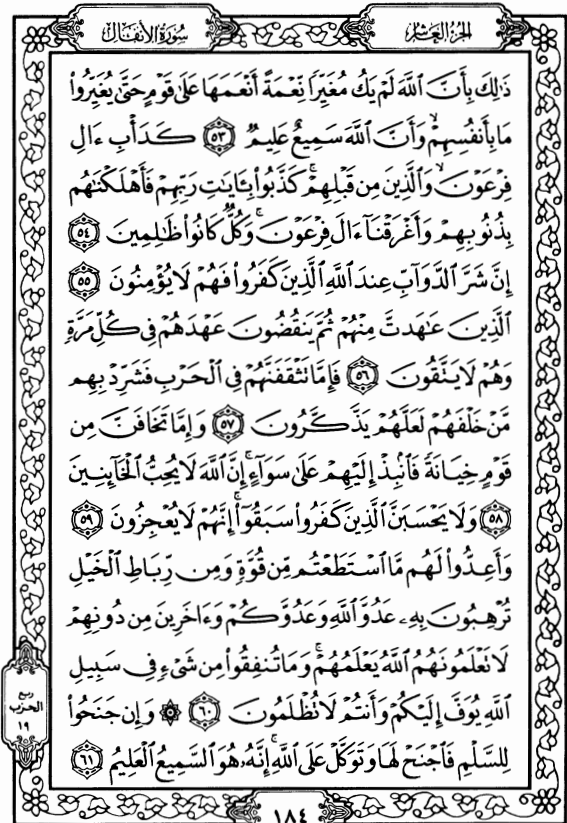 الجزء العاشر
سورة الأنفال
ذَٰلِكَ بِأَنَّ ٱللَّهَ لَمْ يَكُ مُغَيِّرًا نِّعْمَةً أَنْعَمَهَا عَلَىٰ قَوْمٍ حَتَّىٰ يُغَيِّرُوا۟
مَا بِأَنفُسِهِمْ ۙ وَأَنَّ ٱللَّهَ سَمِيعٌ عَلِيمٌ ٥٣ كَدَأْبِ ءَالِ
فِرْعَوْنَ ۙ وَٱلَّذِينَ مِن قَبْلِهِمْ ۚ كَذَّبُوا۟ بِـَٔايَـٰتِ رَبِّهِمْ فَأَهْلَكْنَـٰهُم
بِذُنُوبِهِمْ وَأَغْرَقْنَآ ءَالَ فِرْعَوْنَ ۚ وَكُلٌّ كَانُوا۟ ظَـٰلِمِينَ ٥٤
إِنَّ شَرَّ ٱلدَّوَآبِّ عِندَ ٱللَّهِ ٱلَّذِينَ كَفَرُوا۟ فَهُمْ لَا يُؤْمِنُونَ ٥٥
ٱلَّذِينَ عَـٰهَدتَّ مِنْهُمْ ثُمَّ يَنقُضُونَ عَهْدَهُمْ فِى كُلِّ مَرَّةٍ
وَهُمْ لَا يَتَّقُونَ ٥٦ فَإِمَّا تَثْقَفَنَّهُمْ فِى ٱلْحَرْبِ فَشَرِّدْ بِهِم
مَّنْ خَلْفَهُمْ لَعَلَّهُمْ يَذَّكَّرُونَ ٥٧ وَإِمَّا تَخَافَنَّ مِن
قَوْمٍ خِيَانَةً فَٱنۢبِذْ إِلَيْهِمْ عَلَىٰ سَوَآءٍ ۚ إِنَّ ٱللَّهَ لَا يُحِبُّ ٱلْخَآئِنِينَ
٥٨ وَلَا يَحْسَبَنَّ ٱلَّذِينَ كَفَرُوا۟ سَبَقُوٓا۟ ۚ إِنَّهُمْ لَا يُعْجِزُونَ ٥٩
وَأَعِدُّوا۟ لَهُم مَّا ٱسْتَطَعْتُم مِّن قُوَّةٍ وَمِن رِّبَاطِ ٱلْخَيْلِ
تُرْهِبُونَ بِهِۦ عَدُوَّ ٱللَّهِ وَعَدُوَّكُمْ وَءَاخَرِينَ مِن دُونِهِمْ
لَا تَعْلَمُونَهُمُ ٱللَّهُ يَعْلَمُهُمْ ۚ وَمَا تُنفِقُوا۟ مِن شَىْءٍ فِى سَبِيلِ
ٱللَّهِ يُوَفَّ إِلَيْكُمْ وَأَنتُمْ لَا تُظْلَمُونَ ٦٠ ۞ وَإِن جَنَحُوا۟
لِلسَّلْمِ فَٱجْنَحْ لَهَا وَتَوَكَّلْ عَلَى ٱللَّهِ ۚ إِنَّهُۥ هُوَ ٱلسَّمِيعُ ٱلْعَلِيمُ ٦١
ربع
الحزب
١٩
١٨٤